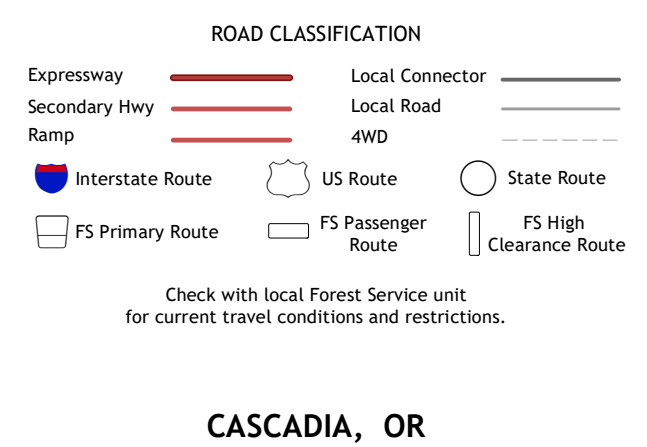 ROAD CLASSIFICATION
Expressway
Local Connector
Secondary Hwy
Local Road
Ramp
4WD
Interstate Route
US Route
State Route
FS Primary Route
FS Passenger
Route
FS High
Clearance Route
Check with local Forest Service unit
for current travel conditions and restrictions.
CASCADIA, OR